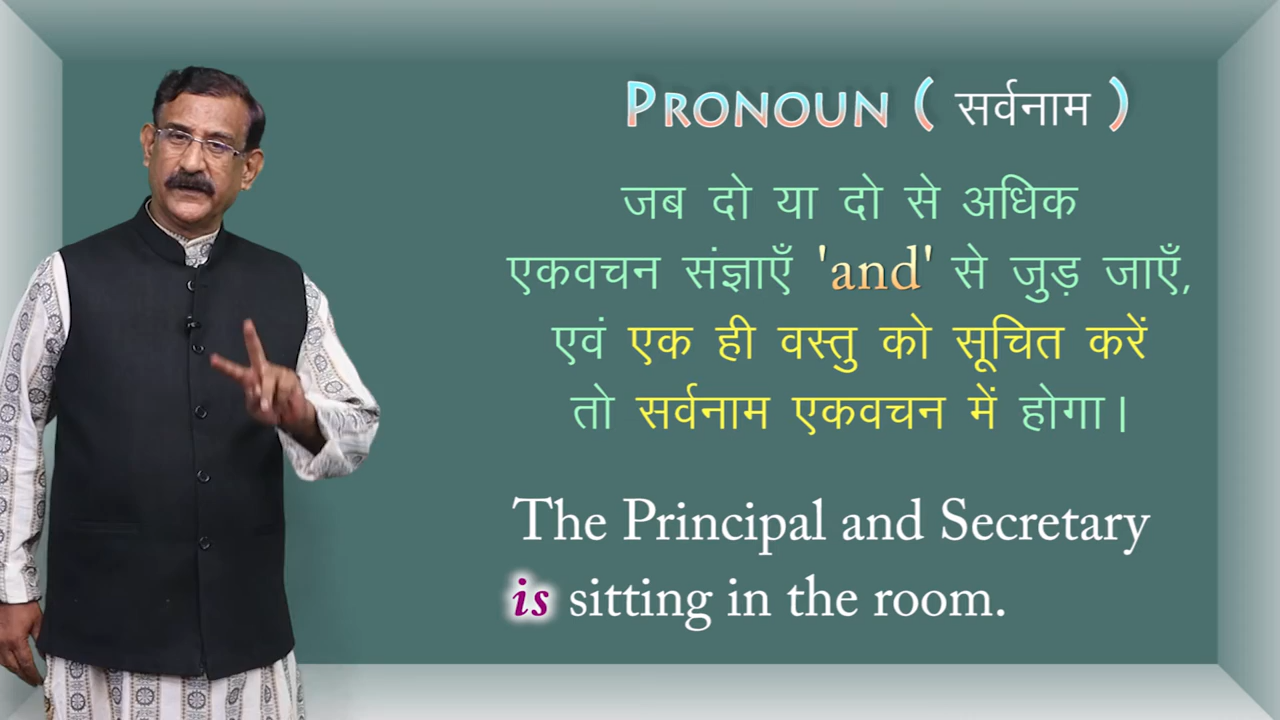 PRONOUN ( सर्वनाम )
जब दो या दो से अधिक
एकवचन संज्ञाएँ 'and' से जुड़ जाएँ,
एवं एक ही वस्तु को सूचित करें
तो सर्वनाम एकवचन में होगा।
The Principal and Secretary
is sitting in the room.